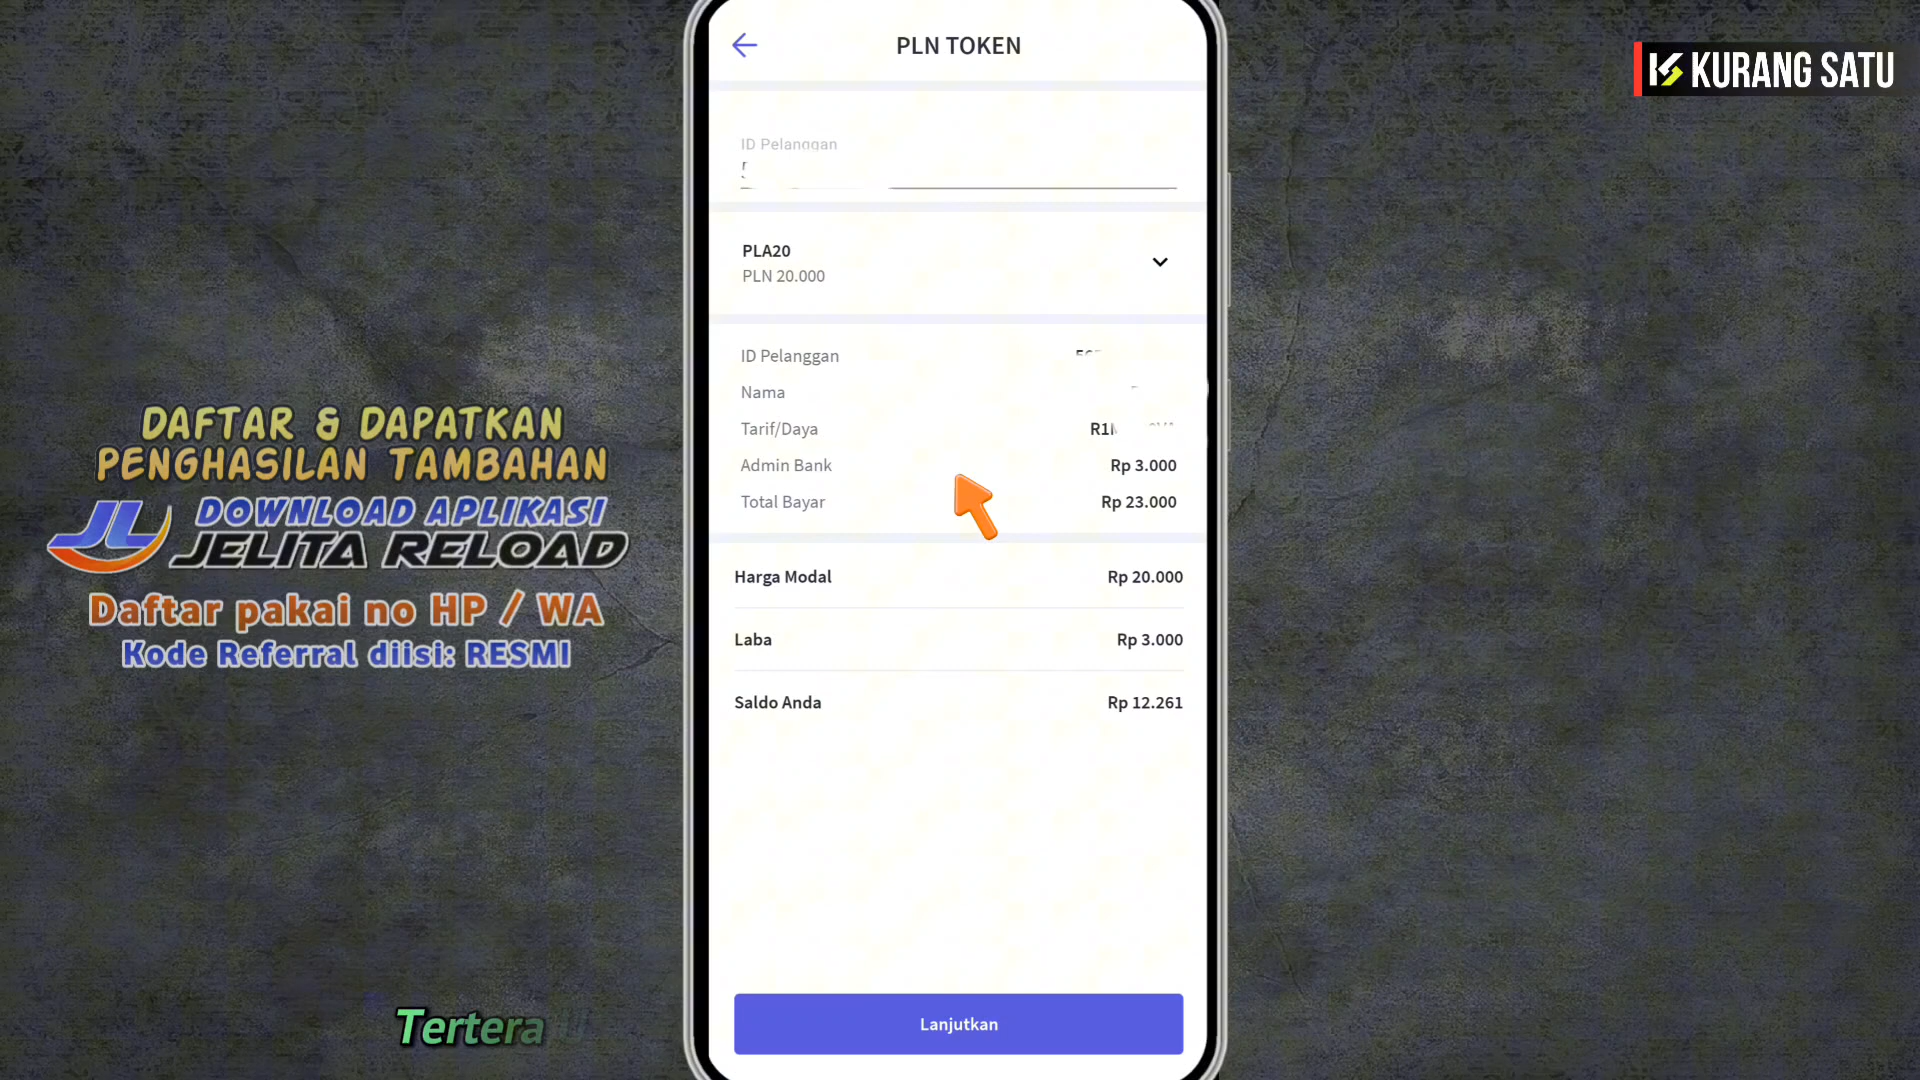 PLN TOKEN
KURANG SATU
ID Pelanggan
PLA20
PLN 20.000
ID Pelanggan
Nama
Tarif/Daya
Admin Bank Rp 3.000
Total Bayar Rp 23.000
Harga Modal Rp 20.000
Laba Rp 3.000
Saldo Anda Rp 12.261
Lanjutkan
DAFTAR & DAPATKAN
PENGHASILAN TAMBAHAN
JL DOWNLOAD APLIKASI
JELITA RELOAD
Daftar pakai no HP / WA
Kode Referral diisi: RESMI
Tertera